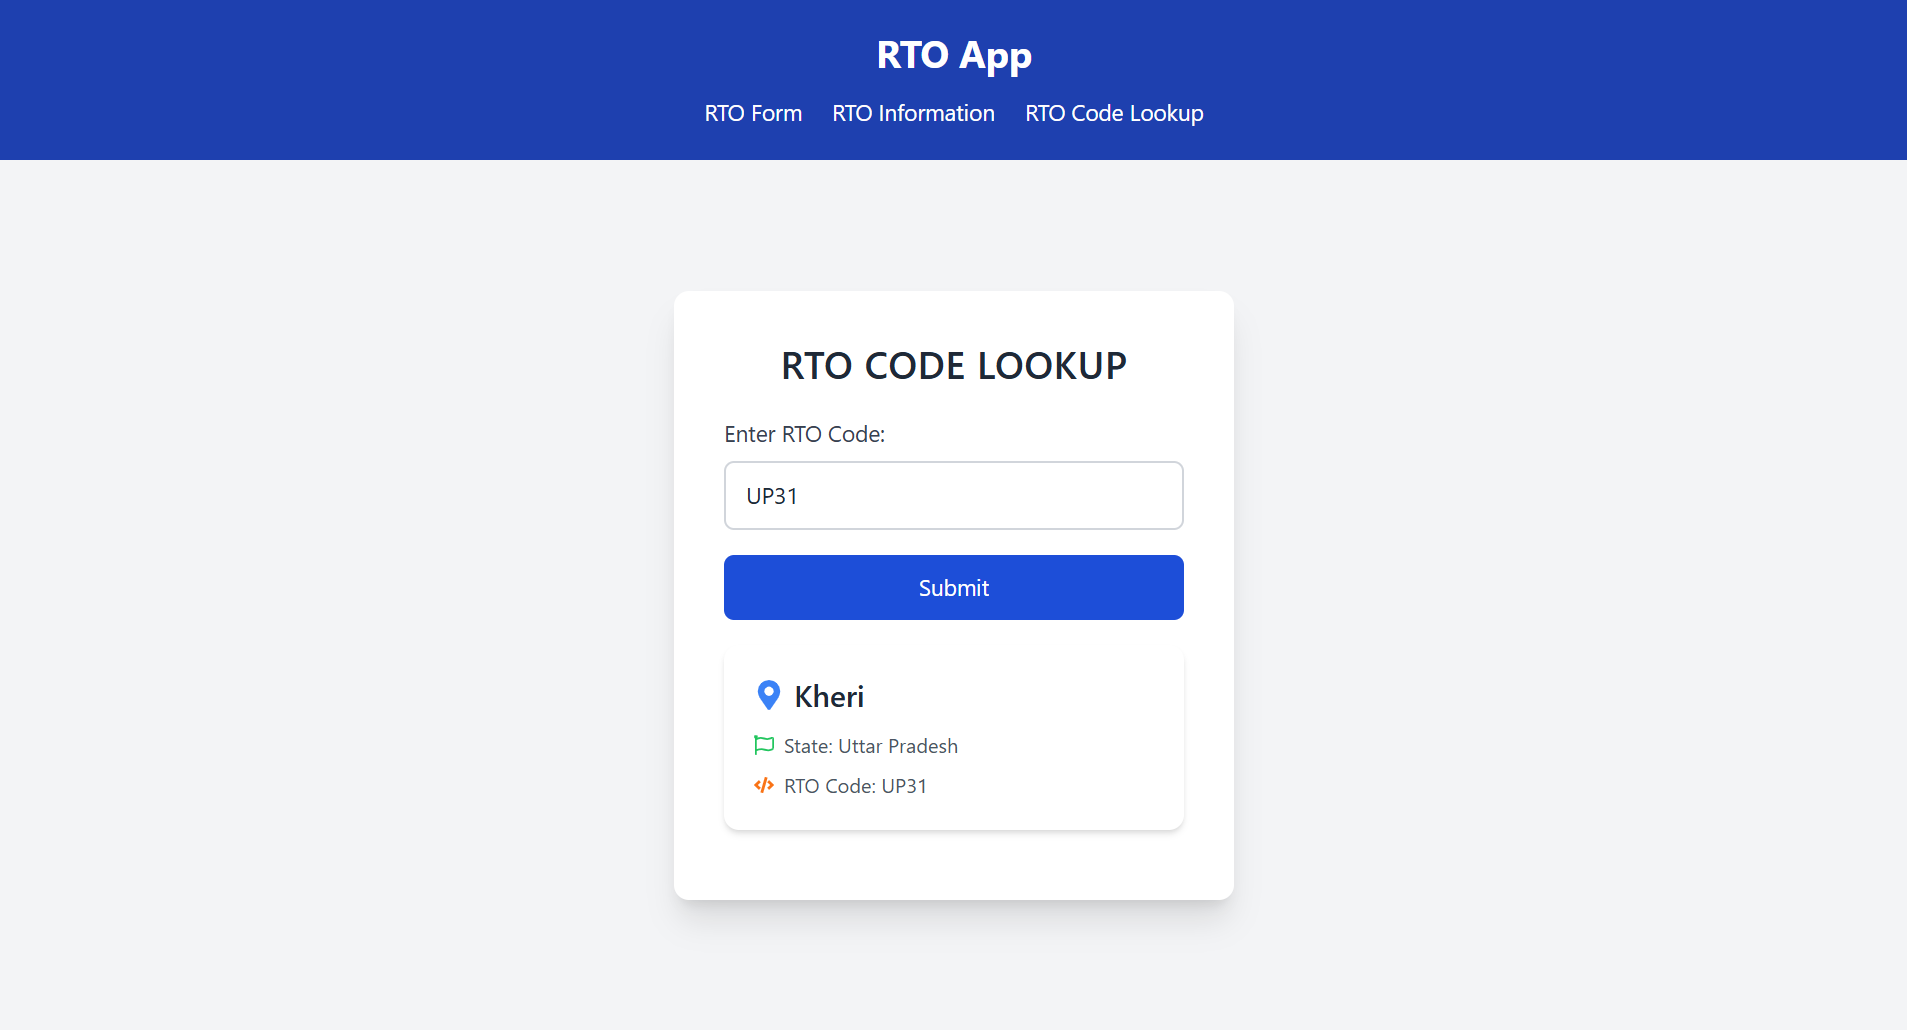 RTO App
RTO Form RTO Information RTO Code Lookup
RTO CODE LOOKUP
Enter RTO Code:
UP31
Submit
Kheri
State: Uttar Pradesh
RTO Code: UP31